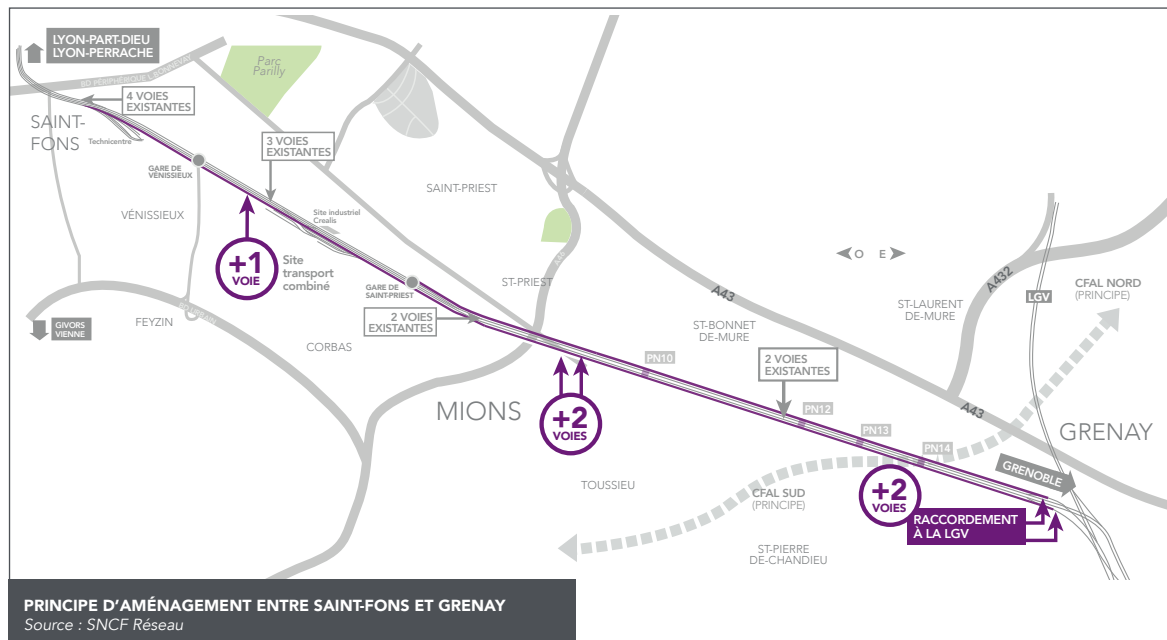 LYON-PART-DIEU
LYON-PERRACHE
BD PÉRIPHÉRIQUE L.BONNEVAY
Parc
Parilly
4 VOIES
EXISTANTES
SAINT-
FONS
Technicentre
3 VOIES
EXISTANTES
GARE DE
VÉNISSIEUX
SAINT-PRIEST
VÉNISSIEUX
Site industriel
Crealis
+1
VOIE
Site
transport
combiné
GARE DE
SAINT-PRIEST
ST-PRIEST
A46
O E
A43
A432
CFAL NORD
(PRINCIPE)
LGV
ST-LAURENT
DE-MURE
GIVORS
VIENNE
FEYZIN
2 VOIES
EXISTANTES
CORBAS
ST-BONNET
DE-MURE
PN10
2 VOIES
EXISTANTES
MIONS
+2
VOIES
PN12
PN13
PN14
A43
GRENAY
GRENOBLE
TOUSSIEU
CFAL SUD
(PRINCIPE)
+2
VOIES
RACCORDEMENT
À LA LGV
ST-PIERRE
DE-CHANDIEU
PRINCIPE D'AMÉNAGEMENT ENTRE SAINT-FONS ET GRENAY
Source : SNCF Réseau